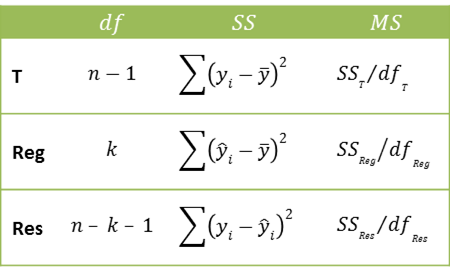 df SS MS
T n − 1 ∑(yᵢ − ȳ)² SS_T/df_T
Reg k ∑(ŷᵢ − ȳ)² SS_Reg/df_Reg
Res n - k - 1 ∑(yᵢ − ŷᵢ)² SS_Res/df_Res